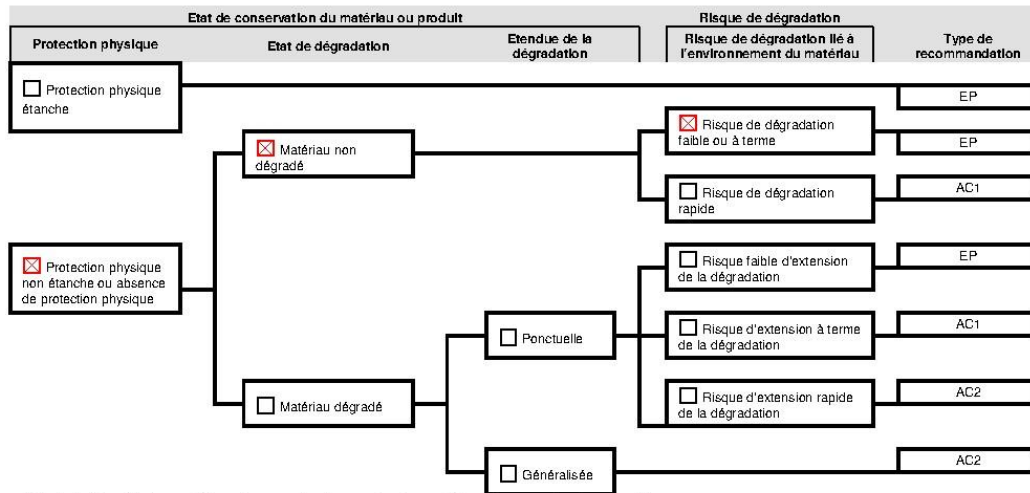 Etat de conservation du matériau ou produit
Risque de dégradation
Protection physique
Etat de dégradation
Etendue de la
dégradation
Risque de dégradation lié à
l'environnement du matériau
Type de
recommandation
Protection physique
étanche
EP
Matériau non
dégradé
Risque de dégradation
faible ou à terme
EP
Risque de dégradation
rapide
AC1
Protection physique
non étanche ou absence
de protection physique
Risque faible d'extension
de la dégradation
EP
Ponctuelle
Risque d'extension à terme
de la dégradation
AC1
Matériau dégradé
Risque d'extension rapide
de la dégradation
AC2
Généralisée
AC2